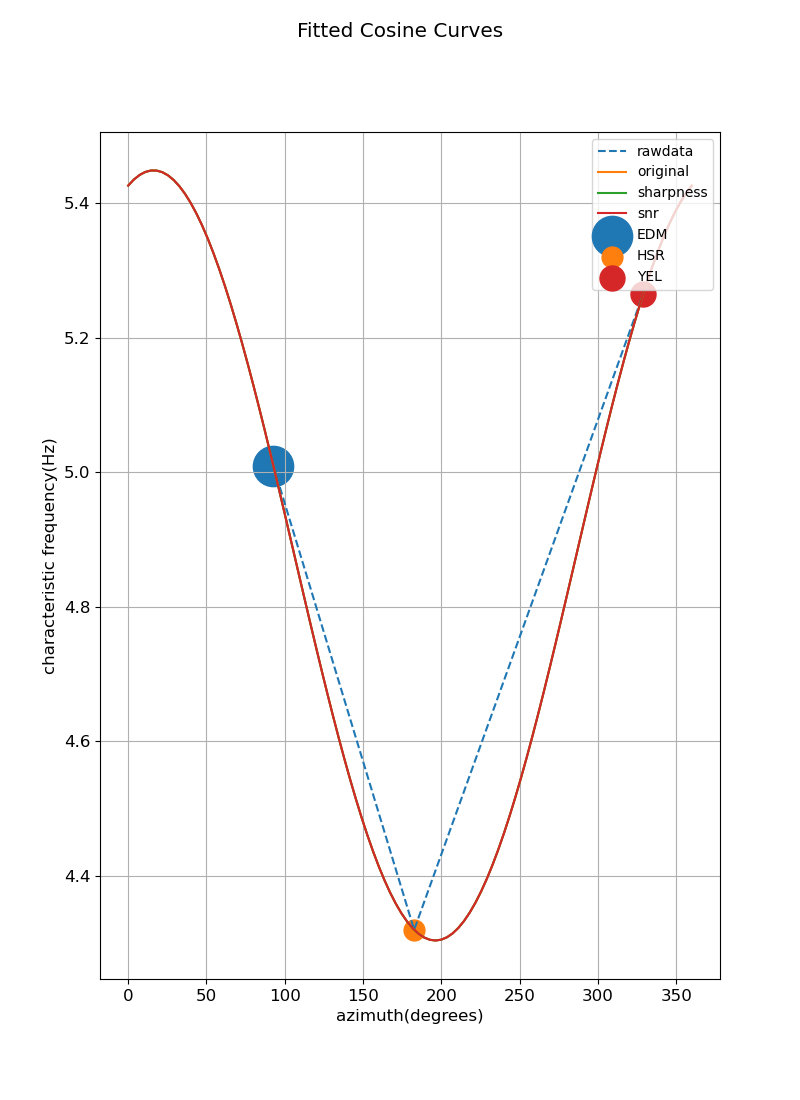 Fitted Cosine Curves
rawdata
original
sharpness
snr
EDM
HSR
YEL
5.4
5.2
5.0
4.8
4.6
4.4
characteristic frequency(Hz)
0 50 100 150 200 250 300 350
azimuth(degrees)